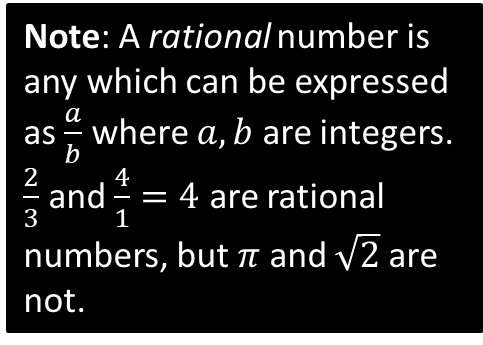 Note: A rational number is
any which can be expressed
as a/b where a, b are integers.
2/3 and 4/1 = 4 are rational
numbers, but π and √2 are
not.